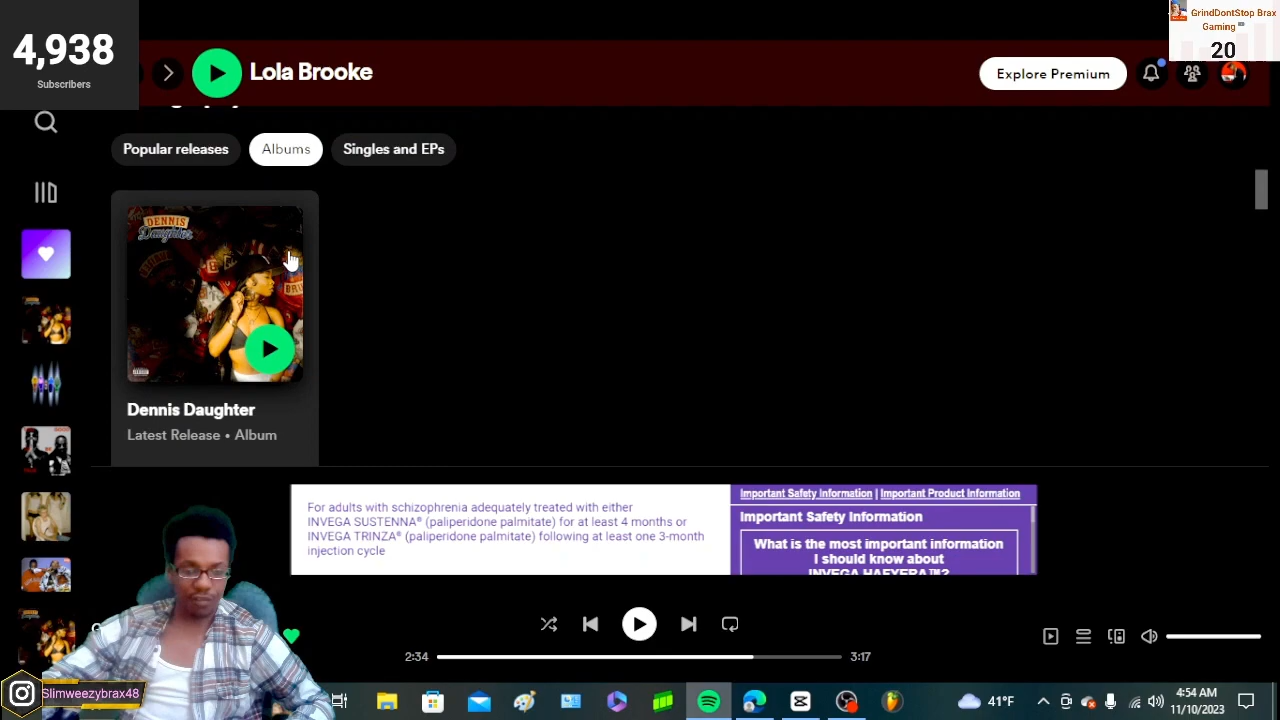 4,938
Subscribers
GrindDontStop Brax
Gaming
20
Lola Brooke
Explore Premium
Popular releases
Albums
Singles and EPs
DENNIS
Daughter
Dennis Daughter
Latest Release • Album
For adults with schizophrenia adequately treated with either
INVEGA SUSTENNA® (paliperidone palmitate) for at least 4 months or
INVEGA TRINZA® (paliperidone palmitate) following at least one 3-month
injection cycle
Important Safety Information | Important Product Information
Important Safety Information
What is the most important information
I should know about
INVEGA HAFYERA™?
2:34
3:17
Slimweezybrax48
41°F
4:54 AM
11/10/2023